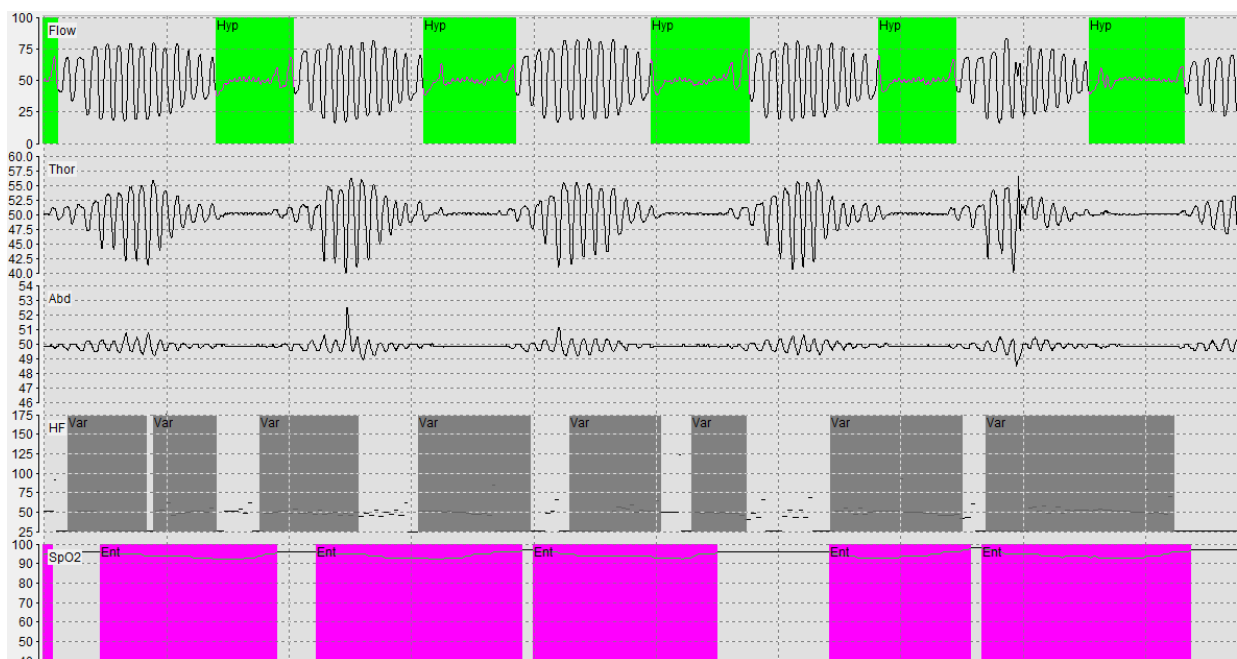 100
Flow
Hyp
Hyp
Hyp
Hyp
Hyp
75
50
25
0
60.0
Thor
57.5
55.0
52.5
50.0
47.5
45.0
42.5
40.0
54
Abd
53
52
51
50
49
48
47
46
175
HF
Var
Var
Var
Var
Var
Var
Var
Var
150
125
100
75
50
25
100
SpO2
Ent
Ent
Ent
Ent
Ent
90
80
70
60
50